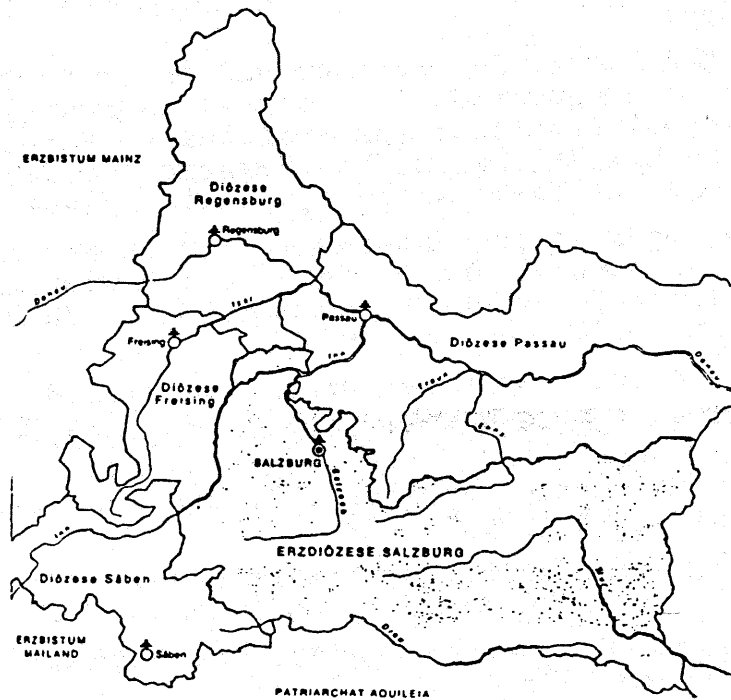 ERZBISTUM MAINZ
Diözese
Regensburg
Regensburg
Donau
Isar
Passau
Freising
Inn
Diözese Passau
Donau
Diözese
Freising
Traun
Enns
SALZBURG
Salzach
Inn
ERZDIÖZESE SALZBURG
Diözese Säben
Mur
ERZBISTUM
MAILAND
Säben
Drau
PATRIARCHAT AQUILEIA